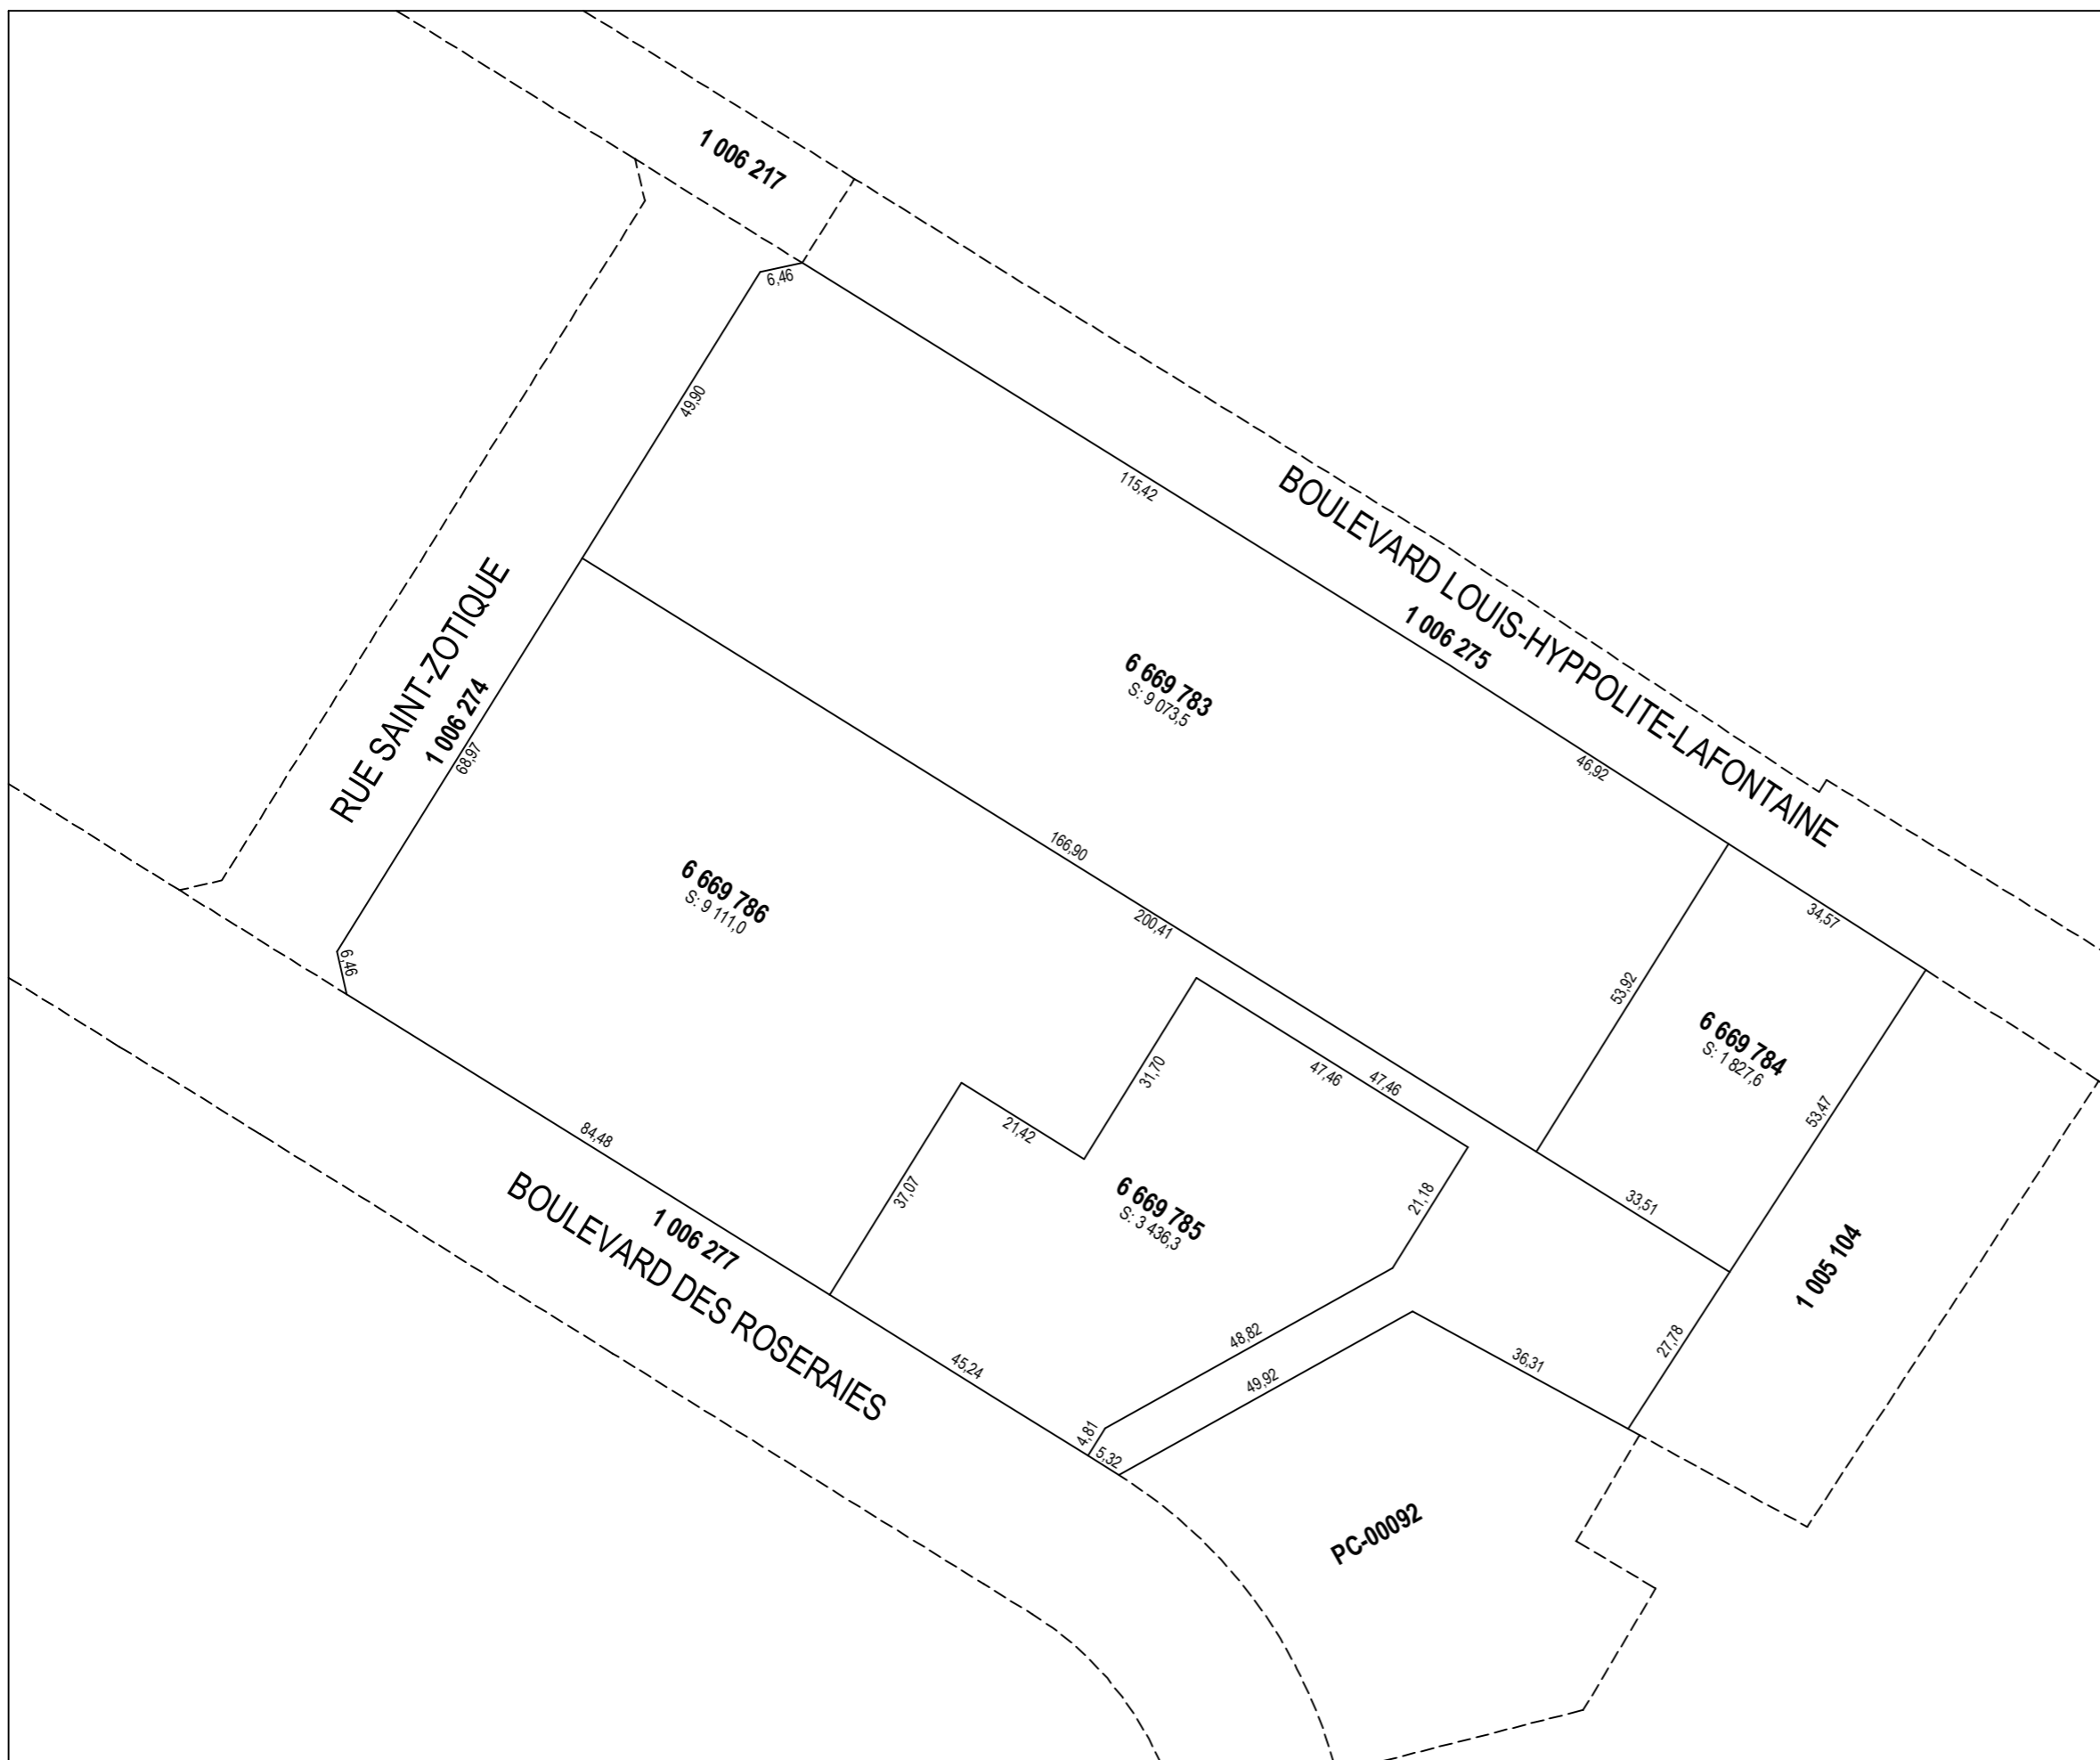 1 006 217
6,46
49,90
115,42
BOULEVARD LOUIS-HYPPOLITE-LAFONTAINE
1 006 275
RUE SAINT-ZOTIQUE
1 006 274
68,97
6 669 783
S: 9 073,5
46,92
166,90
200,41
6 669 786
S: 9 111,0
34,57
53,92
6 669 784
S: 1 827,6
53,47
6,46
31,70
47,46
47,46
21,42
84,48
37,07
6 669 785
S: 3 436,3
21,18
33,51
1 006 277
BOULEVARD DES ROSERAIES
1 005 104
48,82
27,78
45,24
49,92
36,31
4,81
5,32
PC-00092